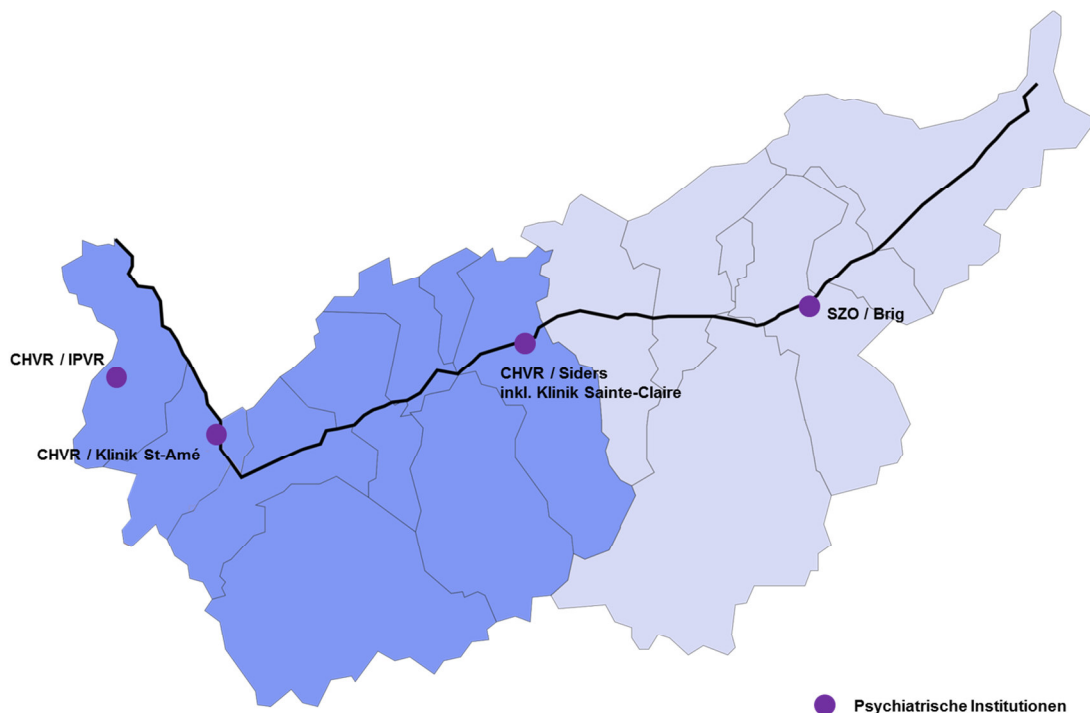 SZO / Brig
CHVR / IPVR
CHVR / Siders
inkl. Klinik Sainte-Claire
CHVR / Klinik St-Amé
Psychiatrische Institutionen